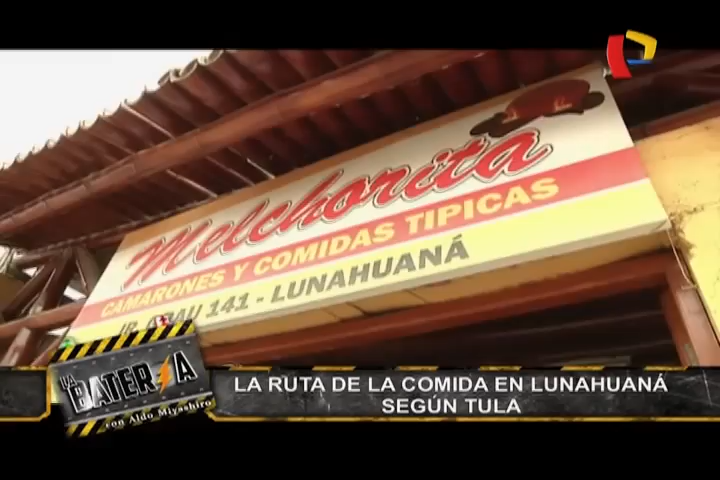 Melchorita
CAMARONES Y COMIDAS TIPICAS
141 - LUNAHUANÁ
LA BATERIA
con Aldo Miyashiro
LA RUTA DE LA COMIDA EN LUNAHUANÁ
SEGÚN TULA